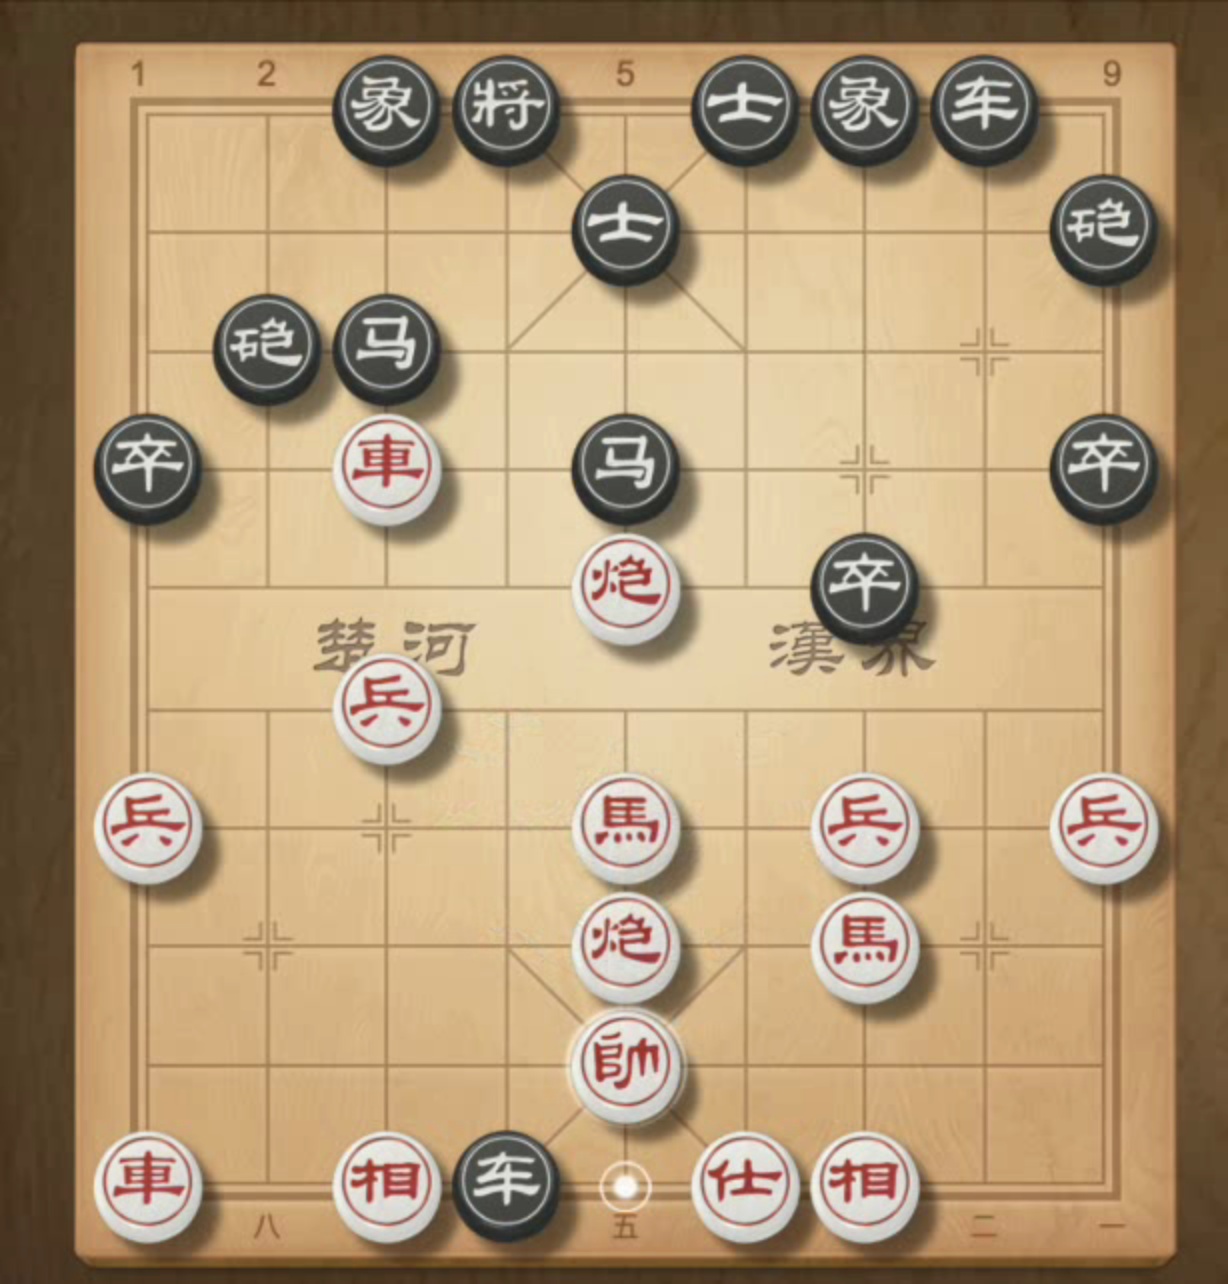 1 2 5 9
象 將 士 象 车
士 砲
砲 马
卒 車 马 卒
炮 卒
楚河 漢界
兵
兵 馬 兵 兵
炮 馬
帥
車 相 车 仕 相
八 五 二 一